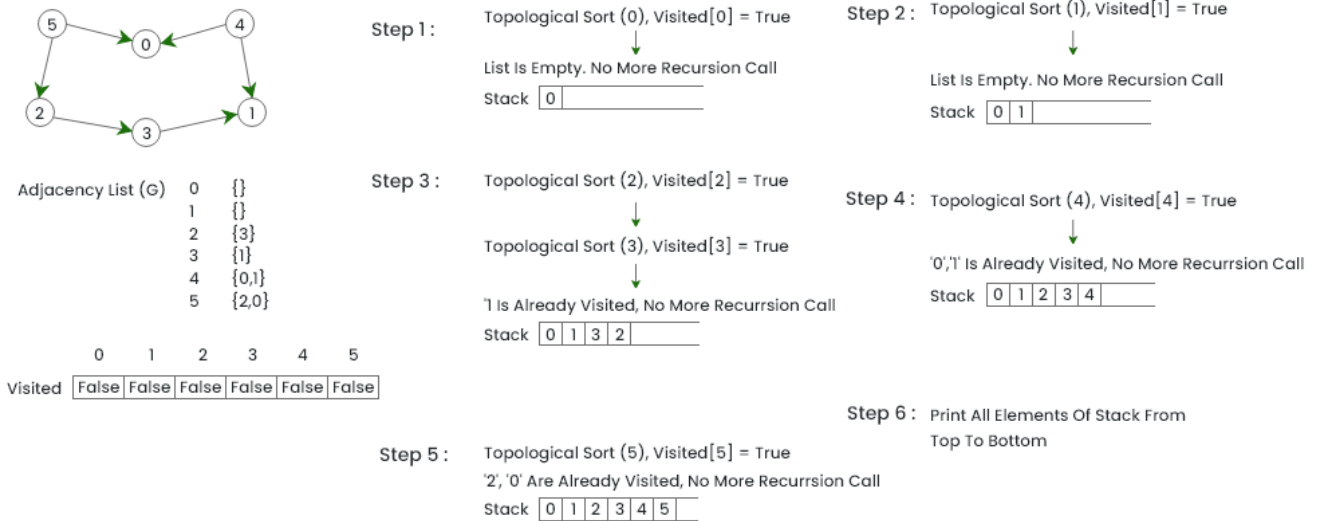 5
4
0
2
1
3
Adjacency List (G)
0 {}
1 {}
2 {3}
3 {1}
4 {0,1}
5 {2,0}
0 1 2 3 4 5
Visited False False False False False False
Step 1 :
Topological Sort (0), Visited[0] = True
List Is Empty. No More Recursion Call
Stack 0
Step 2 :
Topological Sort (1), Visited[1] = True
List Is Empty. No More Recursion Call
Stack 0 1
Step 3 :
Topological Sort (2), Visited[2] = True
Topological Sort (3), Visited[3] = True
'1 Is Already Visited, No More Recurrsion Call
Stack 0 1 3 2
Step 4 :
Topological Sort (4), Visited[4] = True
'0','1' Is Already Visited, No More Recurrsion Call
Stack 0 1 2 3 4
Step 5 :
Topological Sort (5), Visited[5] = True
'2', '0' Are Already Visited, No More Recurrsion Call
Stack 0 1 2 3 4 5
Step 6 :
Print All Elements Of Stack From
Top To Bottom